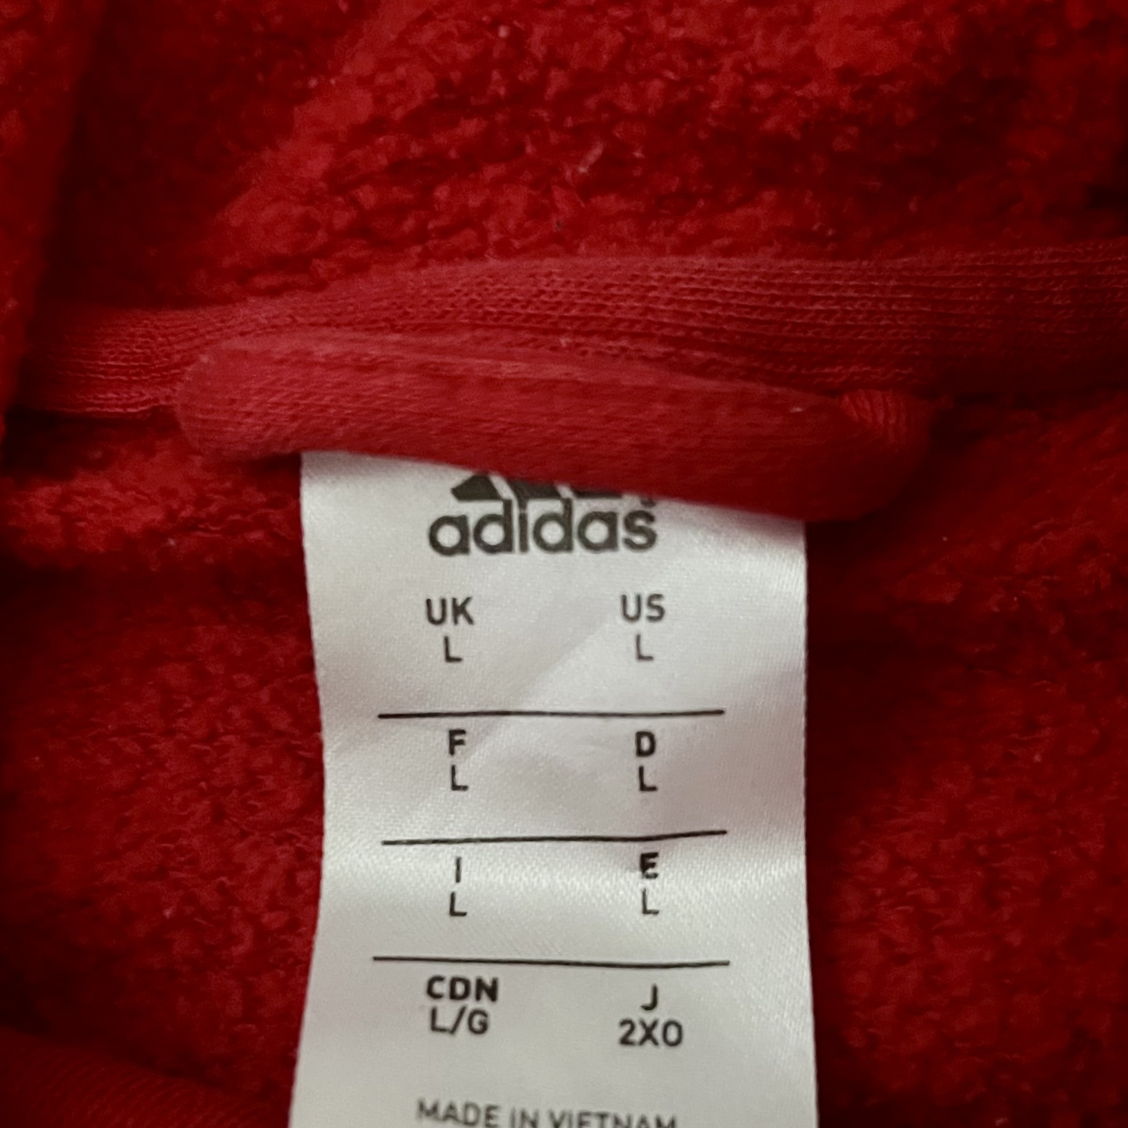 adidas
UK US
L L
F D
L L
I E
L L
CDN J
L/G 2XO
MADE IN VIETNAM